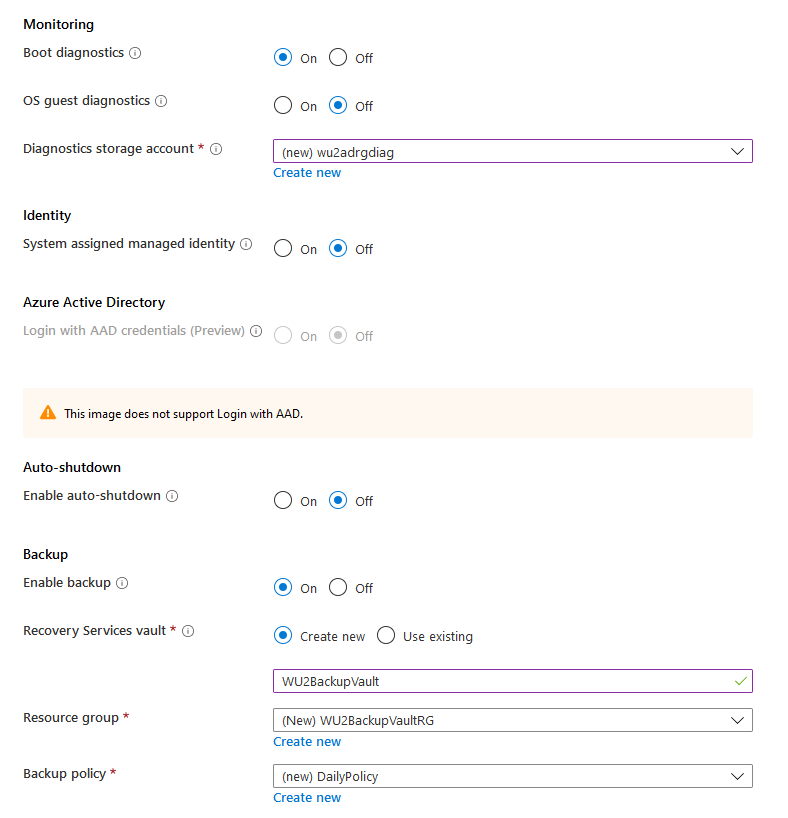 Monitoring
Boot diagnostics On Off
OS guest diagnostics On Off
Diagnostics storage account * (new) wu2adrgdiag
Create new
Identity
System assigned managed identity On Off
Azure Active Directory
Login with AAD credentials (Preview) On Off
This image does not support Login with AAD.
Auto-shutdown
Enable auto-shutdown On Off
Backup
Enable backup On Off
Recovery Services vault * Create new Use existing
WU2BackupVault
Resource group * (New) WU2BackupVaultRG
Create new
Backup policy * (new) DailyPolicy
Create new